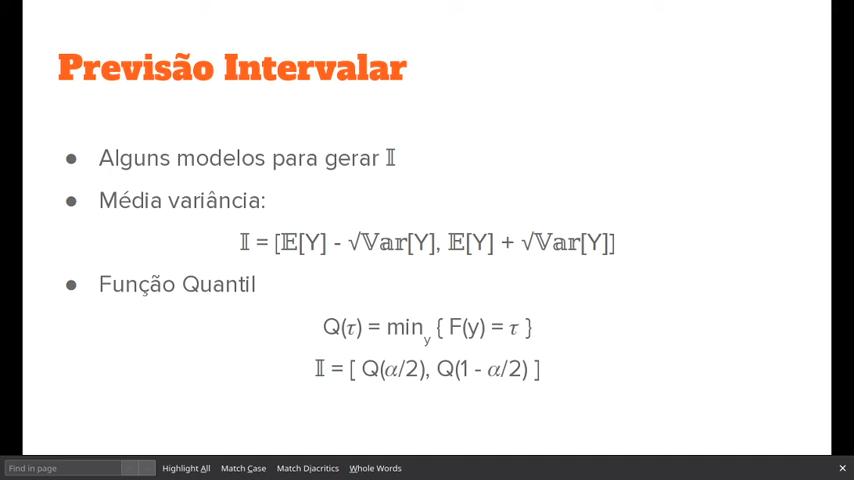 Previsão Intervalar
● Alguns modelos para gerar 𝕀
● Média variância:
𝕀 = [𝔼[Y] - √𝕍𝕒𝕣[Y], 𝔼[Y] + √𝕍𝕒𝕣[Y]]
● Função Quantil
Q(𝜏) = min_y { F(y) = 𝜏 }
𝕀 = [ Q(𝛼/2), Q(1 - 𝛼/2) ]
Find in page Highlight All Match Case Match Diacritics Whole Words